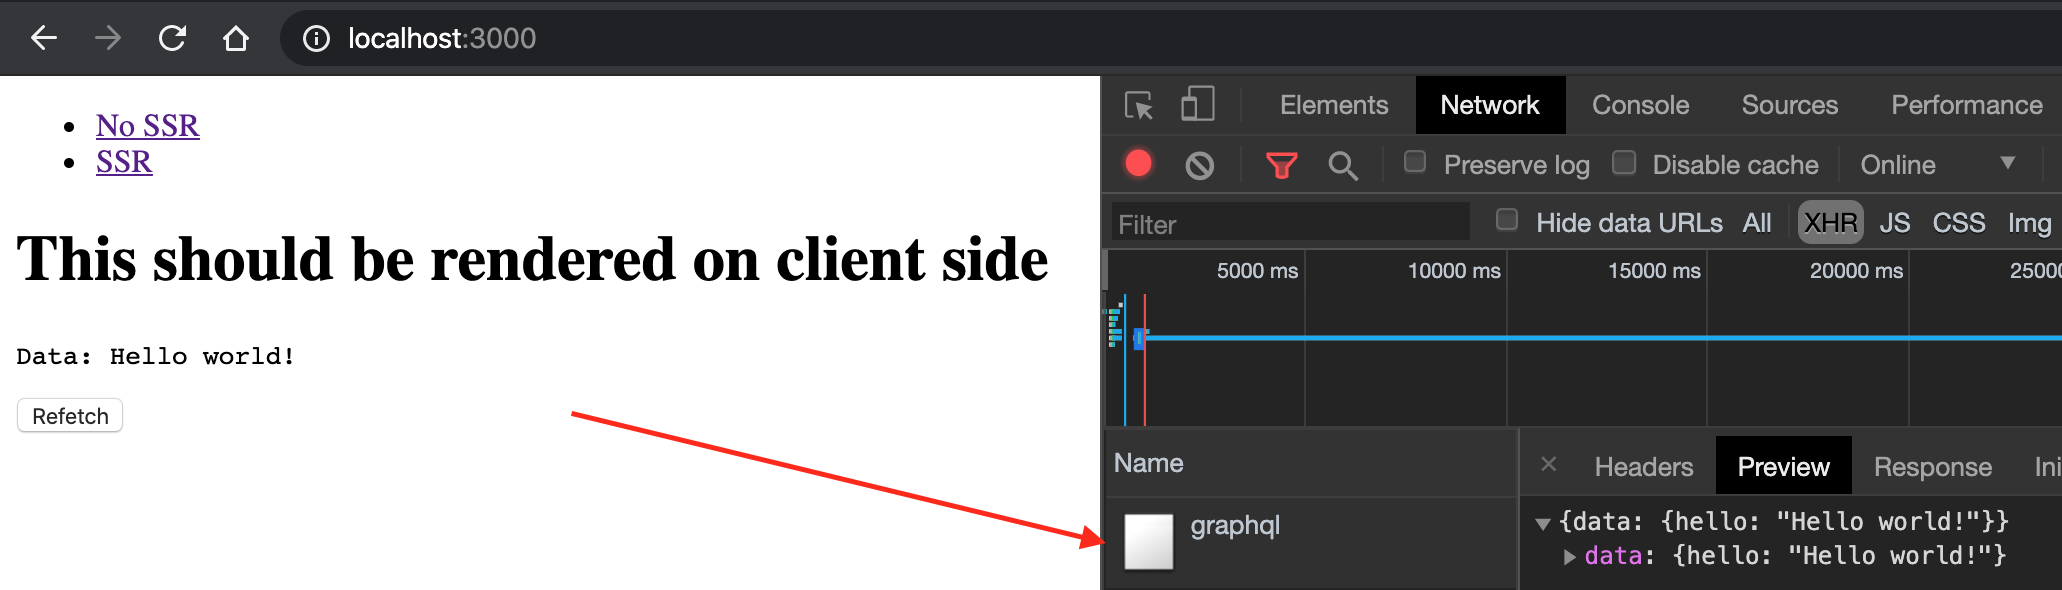 localhost:3000
No SSR
SSR
This should be rendered on client side
Data: Hello world!
Refetch
Elements Network Console Sources Performance
Preserve log Disable cache Online
Filter Hide data URLs All XHR JS CSS Img
5000 ms 10000 ms 15000 ms 20000 ms 2500
Name
graphql
× Headers Preview Response Ini
{data: {hello: "Hello world!"}}
data: {hello: "Hello world!"}